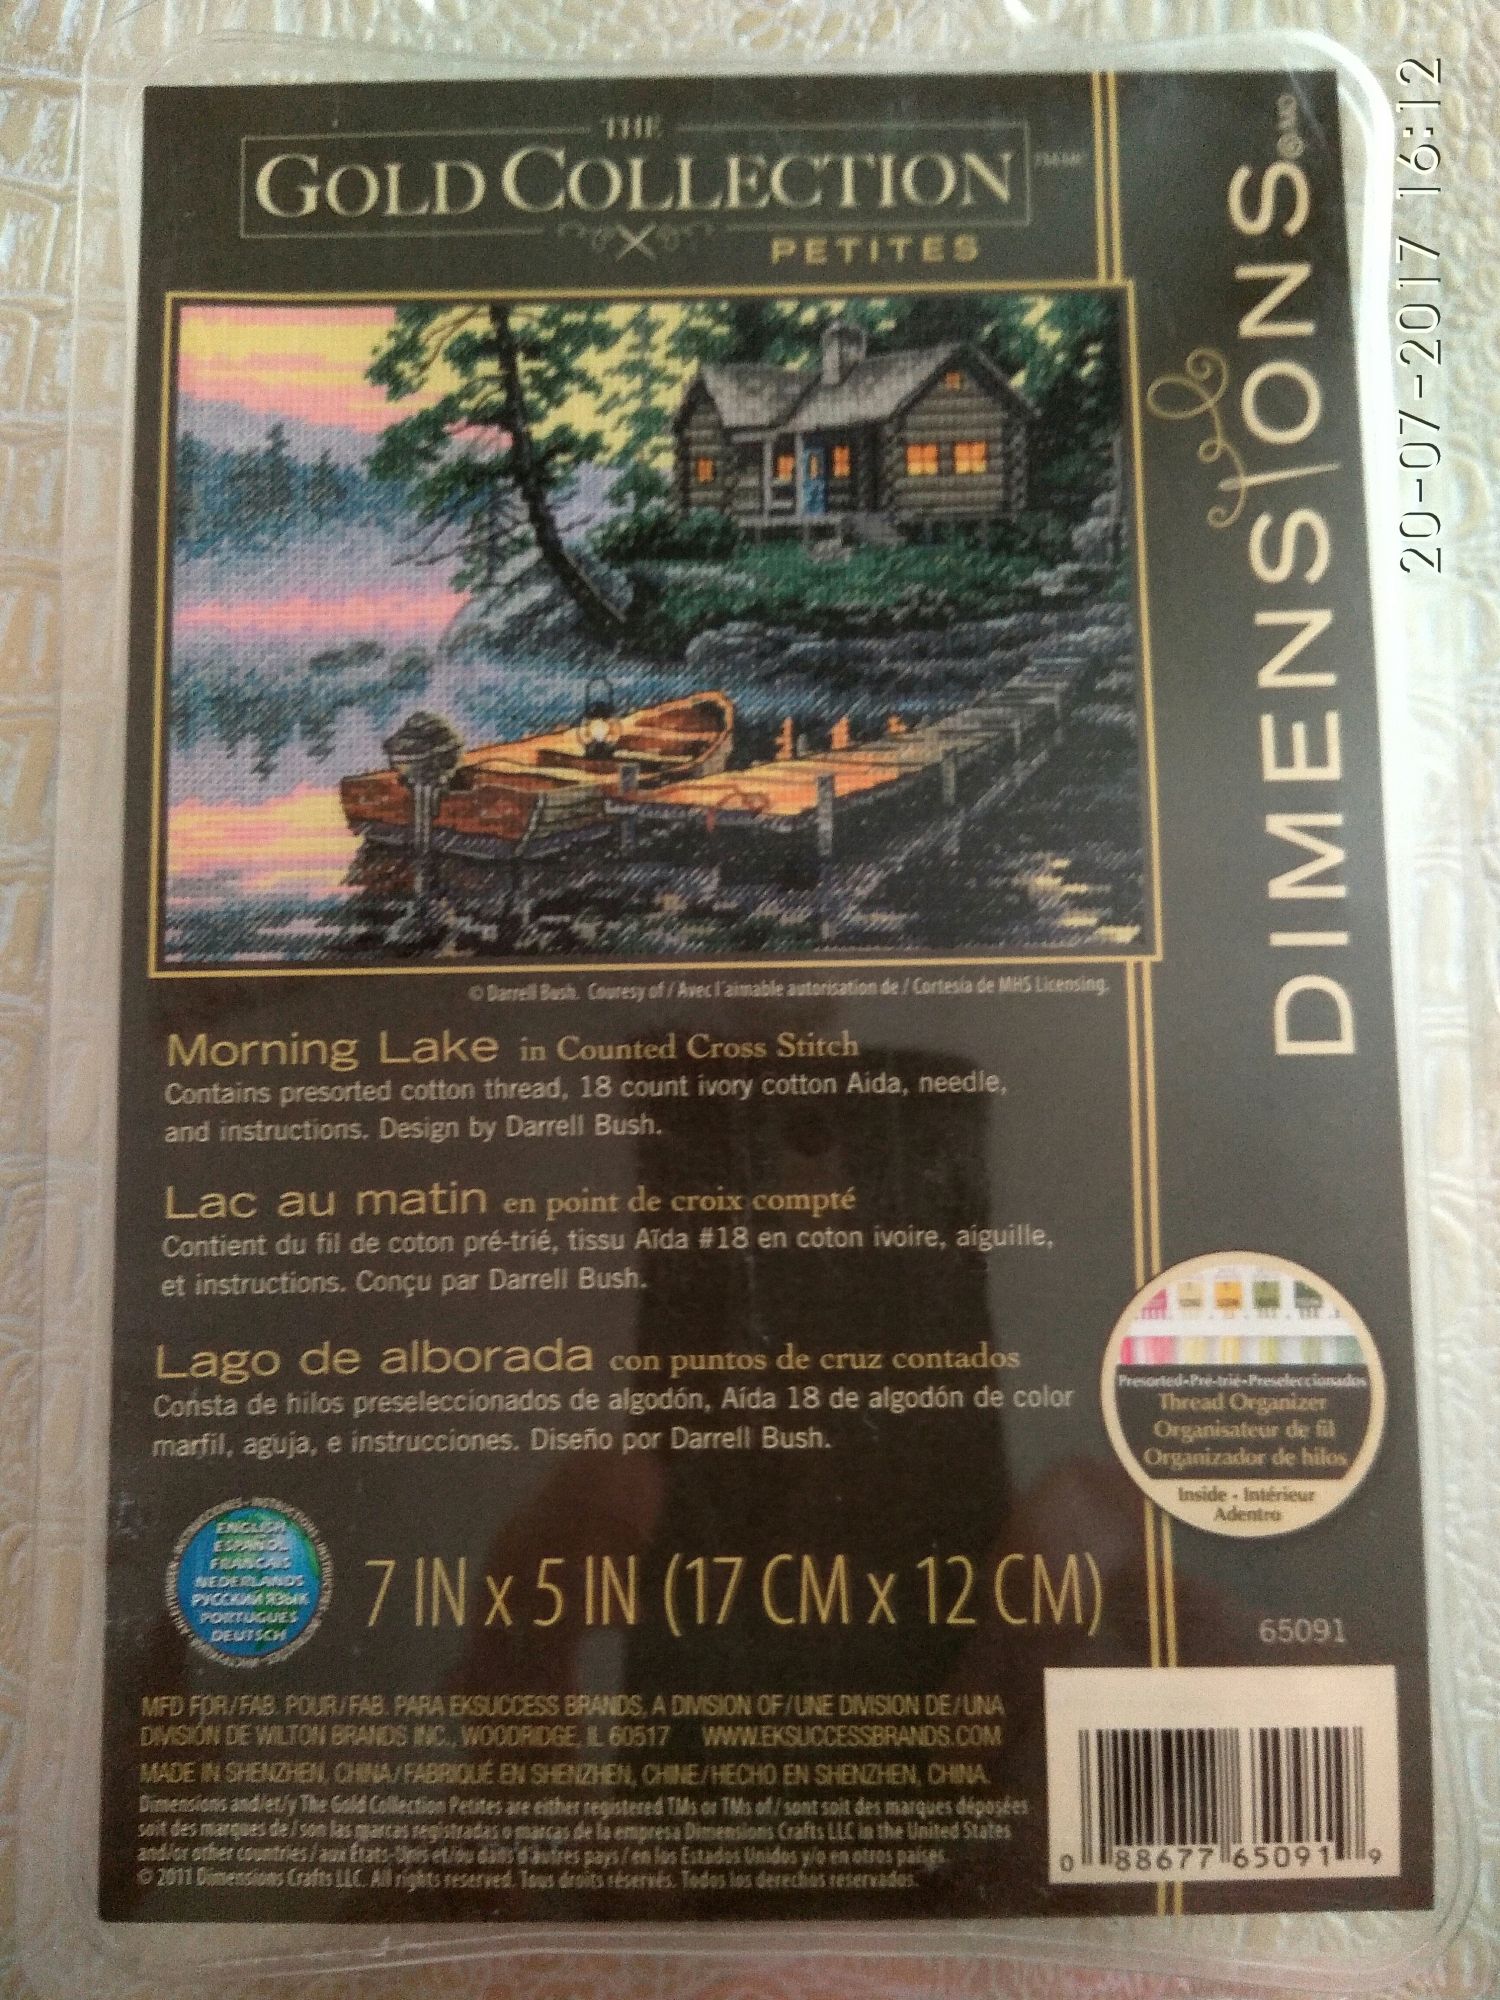 THE
GOLD COLLECTION
PETITES
DIMENSIONS
20-07-2017 16:12
© Darrell Bush. Couresy of / Avec l'aimable autorisation de / Cortesía de MHS Licensing.
Morning Lake in Counted Cross Stitch
Contains presorted cotton thread, 18 count ivory cotton Aida, needle,
and instructions. Design by Darrell Bush.
Lac au matin en point de croix compté
Contient du fil de coton pré-trié, tissu Aïda #18 en coton ivoire, aiguille,
et instructions. Conçu par Darrell Bush.
Lago de alborada con puntos de cruz contados
Consta de hilos preseleccionados de algodón, Aída 18 de algodón de color
marfil, aguja, e instrucciones. Diseño por Darrell Bush.
Presorted•Pré-trié•Preseleccionados
Thread Organizer
Organisateur de fil
Organizador de hilos
Inside - Intérieur
Adentro
ENGLISH
ESPAÑOL
FRANÇAIS
NEDERLANDS
РУССКИЙ ЯЗЫК
PORTUGUES
DEUTSCH
7 IN x 5 IN (17 CM x 12 CM)
65091
MFD FOR/FAB. POUR/FAB. PARA EKSUCCESS BRANDS, A DIVISION OF/UNE DIVISION DE/UNA
DIVISIÓN DE WILTON BRANDS INC., WOODRIDGE, IL 60517 WWW.EKSUCCESSBRANDS.COM
MADE IN SHENZHEN, CHINA/FABRIQUÉ EN SHENZHEN, CHINE/HECHO EN SHENZHEN, CHINA.
Dimensions and/et/y The Gold Collection Petites are either registered TMs or TMs of / sont soit des marques déposées
soit des marques de / son las marcas registradas o marcas de la empresa Dimensions Crafts LLC in the United States
and/or other countries / aux États-Unis et/ou dans d'autres pays / en los Estados Unidos y/o en otros países.
© 2011 Dimensions Crafts LLC. All rights reserved. Tous droits réservés. Todos los derechos reservados.
0 88677 65091 9